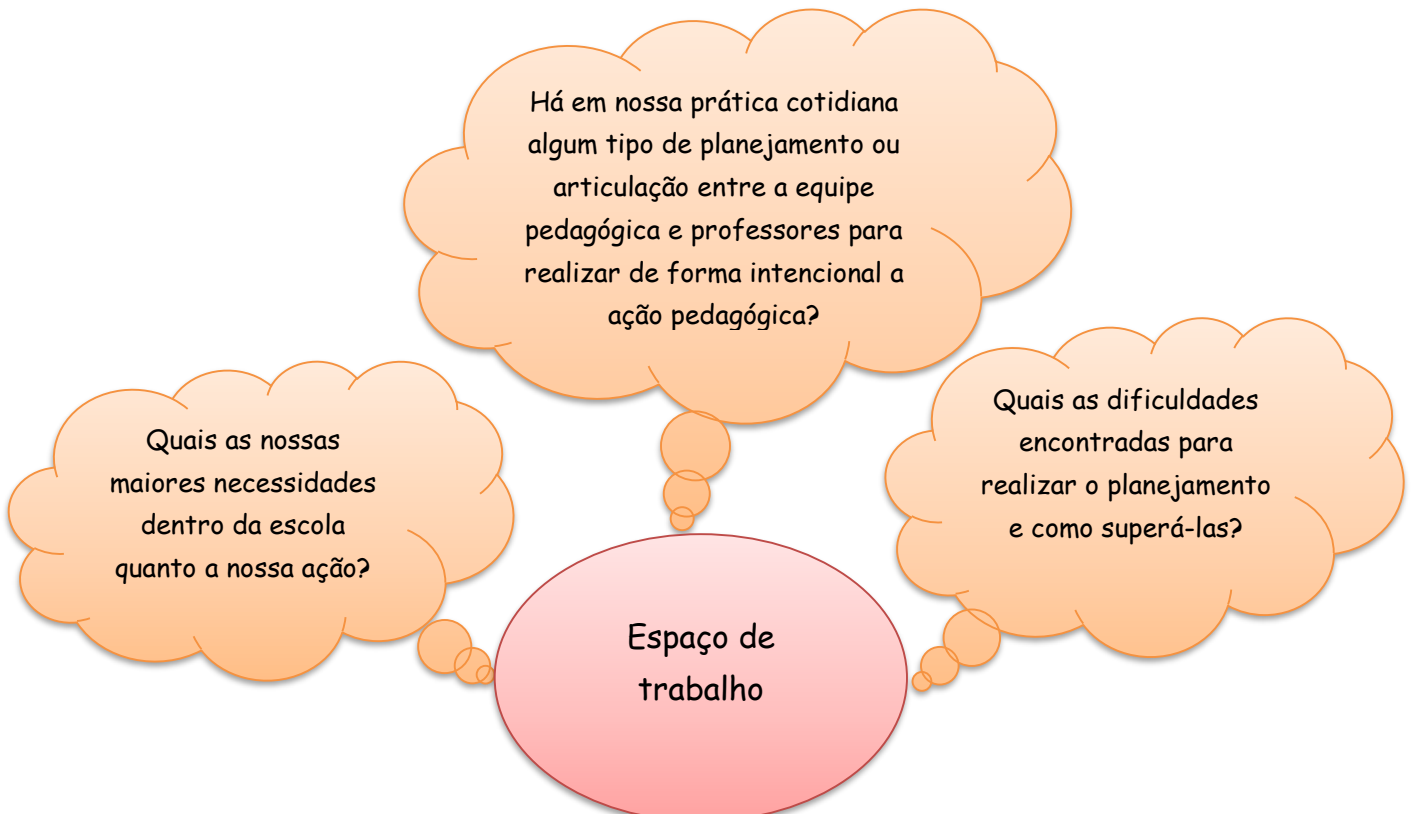 Há em nossa prática cotidiana
algum tipo de planejamento ou
articulação entre a equipe
pedagógica e professores para
realizar de forma intencional a
ação pedagógica?
Quais as nossas
maiores necessidades
dentro da escola
quanto a nossa ação?
Quais as dificuldades
encontradas para
realizar o planejamento
e como superá-las?
Espaço de
trabalho